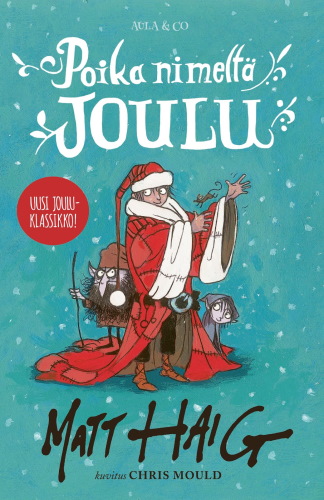 AULA & CO
Poika nimeltä
JOULU
UUSI JOULU-
KLASSIKKO!
MATT HAIG
kuvitus CHRIS MOULD